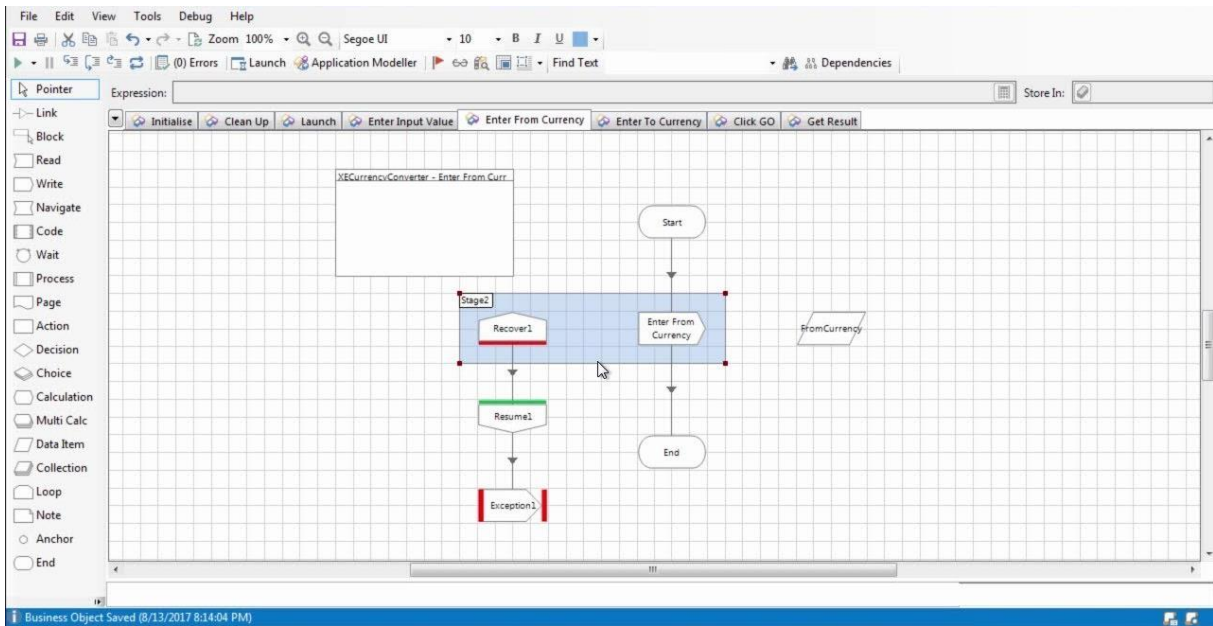 File Edit View Tools Debug Help
Zoom 100% Segoe UI 10 B I U
(0) Errors Launch Application Modeller Find Text Dependencies
Pointer
Expression: Store In:
Link
Initialise Clean Up Launch Enter Input Value Enter From Currency Enter To Currency Click GO Get Result
Block
Read
Write
Navigate
Code
Wait
Process
Page
Action
Decision
Choice
Calculation
Multi Calc
Data Item
Collection
Loop
Note
Anchor
End
XECurrencyConverter - Enter From Curr
Start
Stage2
Recover1
Enter From
Currency
FromCurrency
Resume1
End
Exception1
Business Object Saved (8/13/2017 8:14:04 PM)